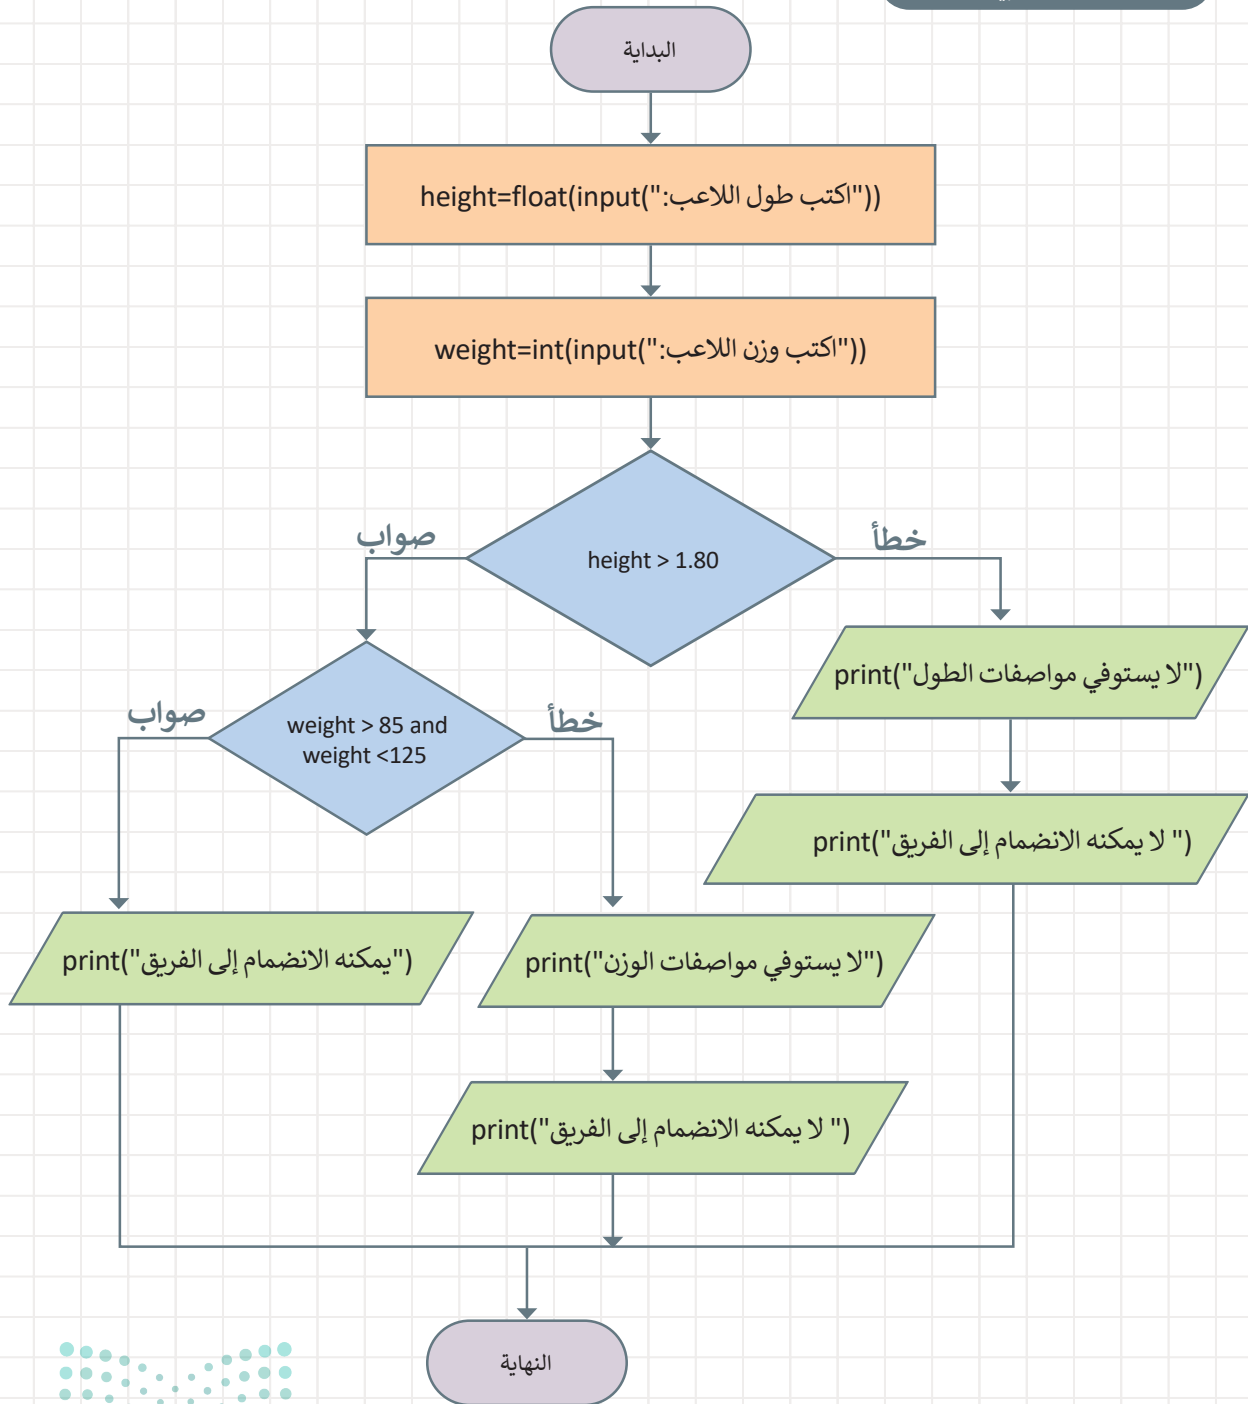 البداية
height=float(input("اكتب طول اللاعب:"))
weight=int(input("اكتب وزن اللاعب:"))
height > 1.80
خطأ
صواب
print("لا يستوفي مواصفات الطول")
print("لا يمكنه الانضمام إلى الفريق ")
weight > 85 and
weight <125
خطأ
صواب
print("لا يستوفي مواصفات الوزن")
print("يمكنه الانضمام إلى الفريق")
print("لا يمكنه الانضمام إلى الفريق ")
النهاية